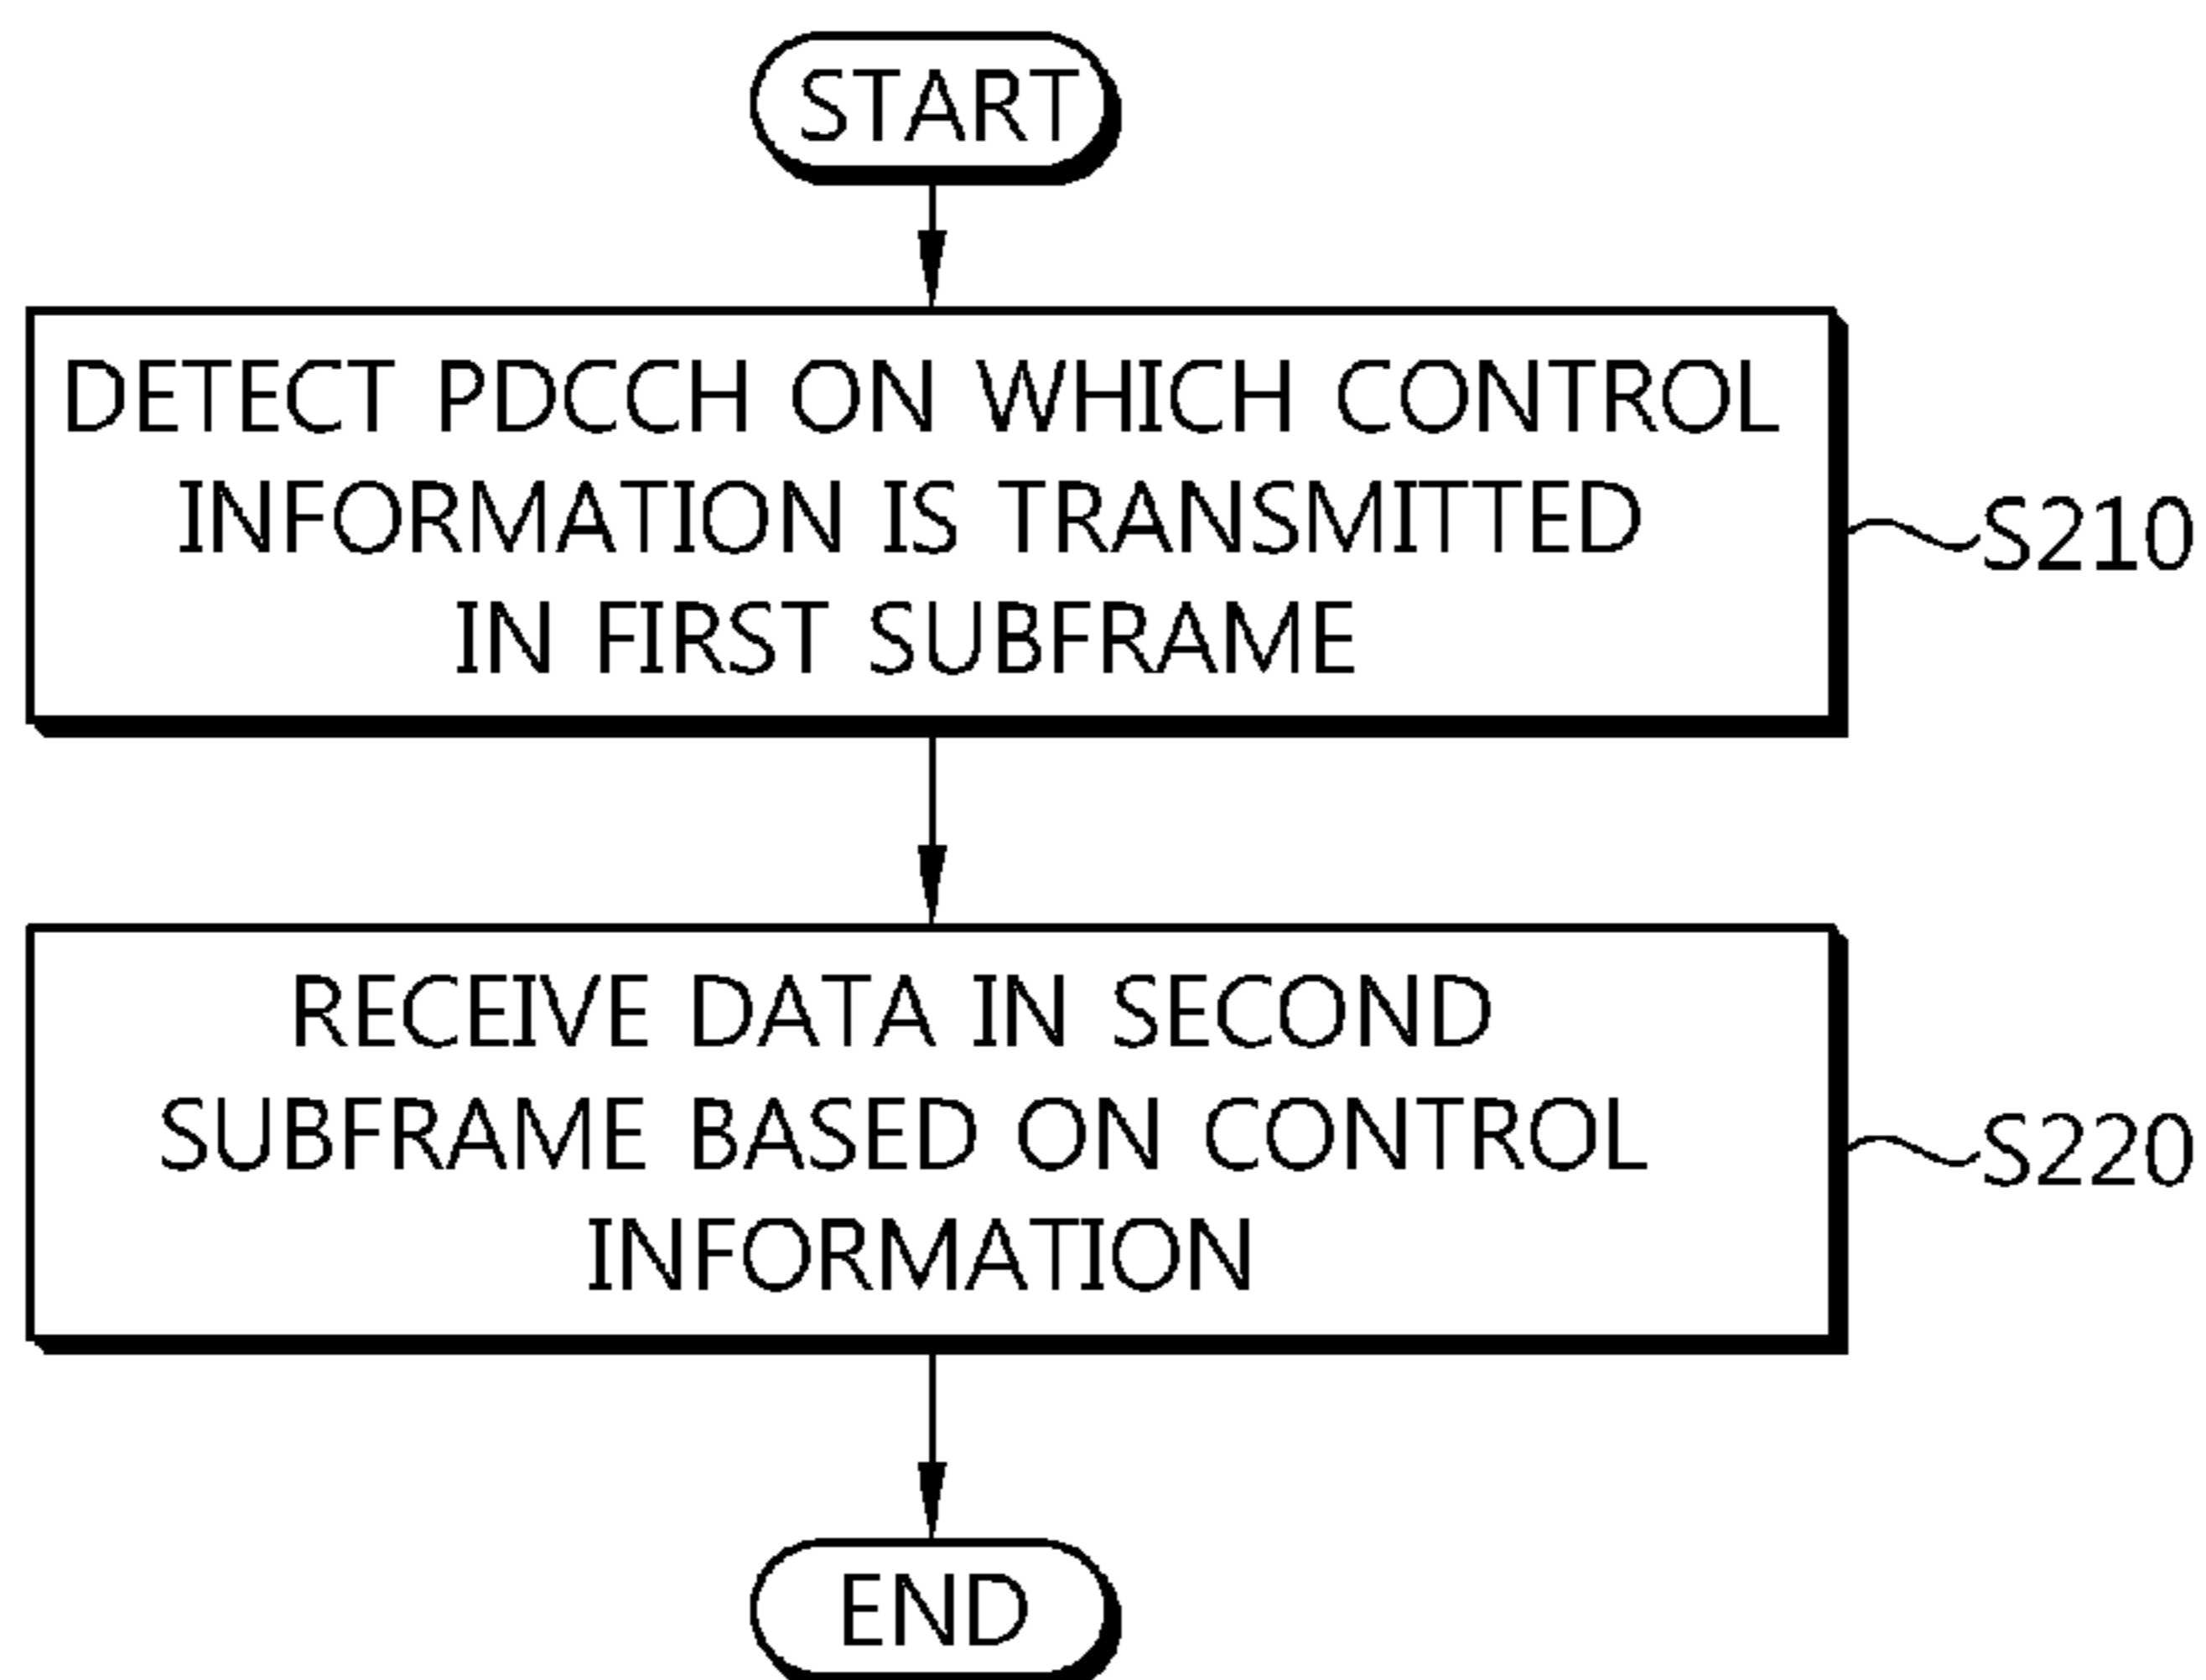 START
DETECT PDCCH ON WHICH CONTROL
INFORMATION IS TRANSMITTED
IN FIRST SUBFRAME
S210
RECEIVE DATA IN SECOND
SUBFRAME BASED ON CONTROL
INFORMATION
S220
END